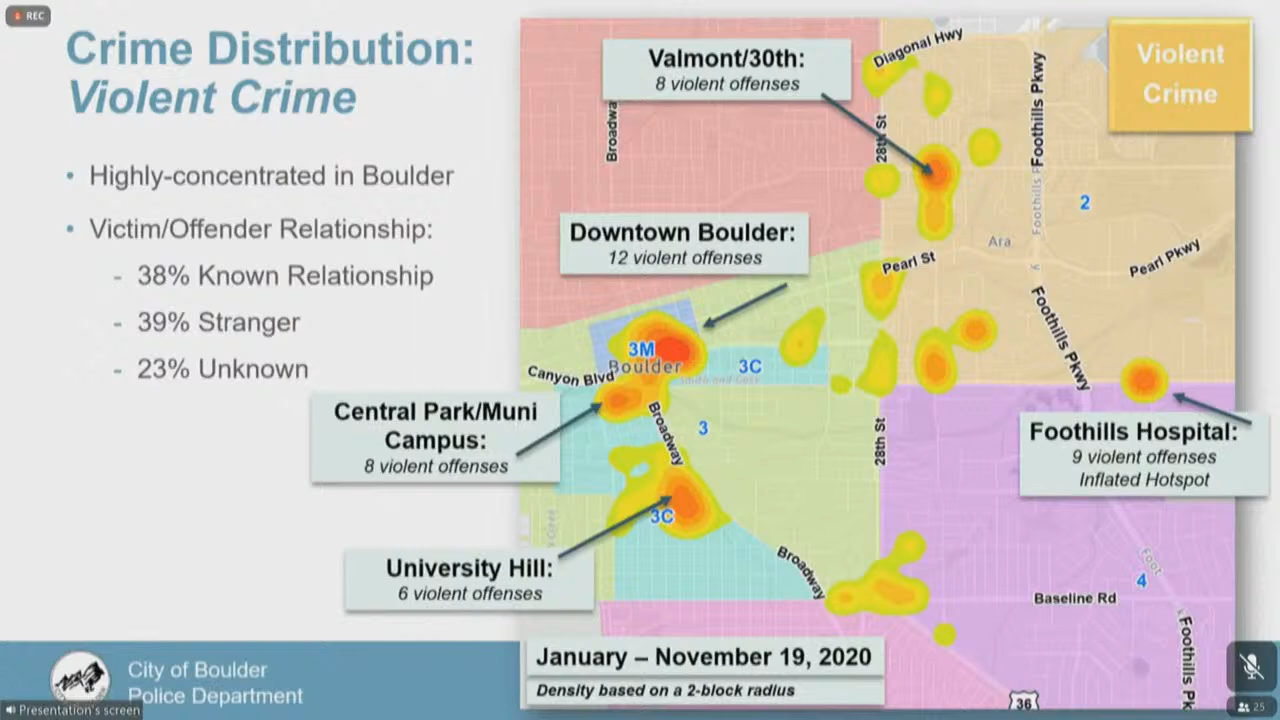 REC
Crime Distribution:
Violent Crime
• Highly-concentrated in Boulder
• Victim/Offender Relationship:
- 38% Known Relationship
- 39% Stranger
- 23% Unknown
Valmont/30th:
8 violent offenses
Downtown Boulder:
12 violent offenses
Central Park/Muni
Campus:
8 violent offenses
University Hill:
6 violent offenses
Foothills Hospital:
9 violent offenses
Inflated Hotspot
Violent
Crime
Diagonal Hwy
Broadway
28th St
Foothills Pkwy
Foothills P
2
Ara
Pearl St
Pearl Pkwy
Foothills Pkwy
3M
Boulder
3C
Canyon Blvd
Broadway
3
28th St
3C
Broadway
Foot
4
Baseline Rd
Foothills Pk
36
January – November 19, 2020
Density based on a 2-block radius
City of Boulder
Police Department
Presentation's screen
25